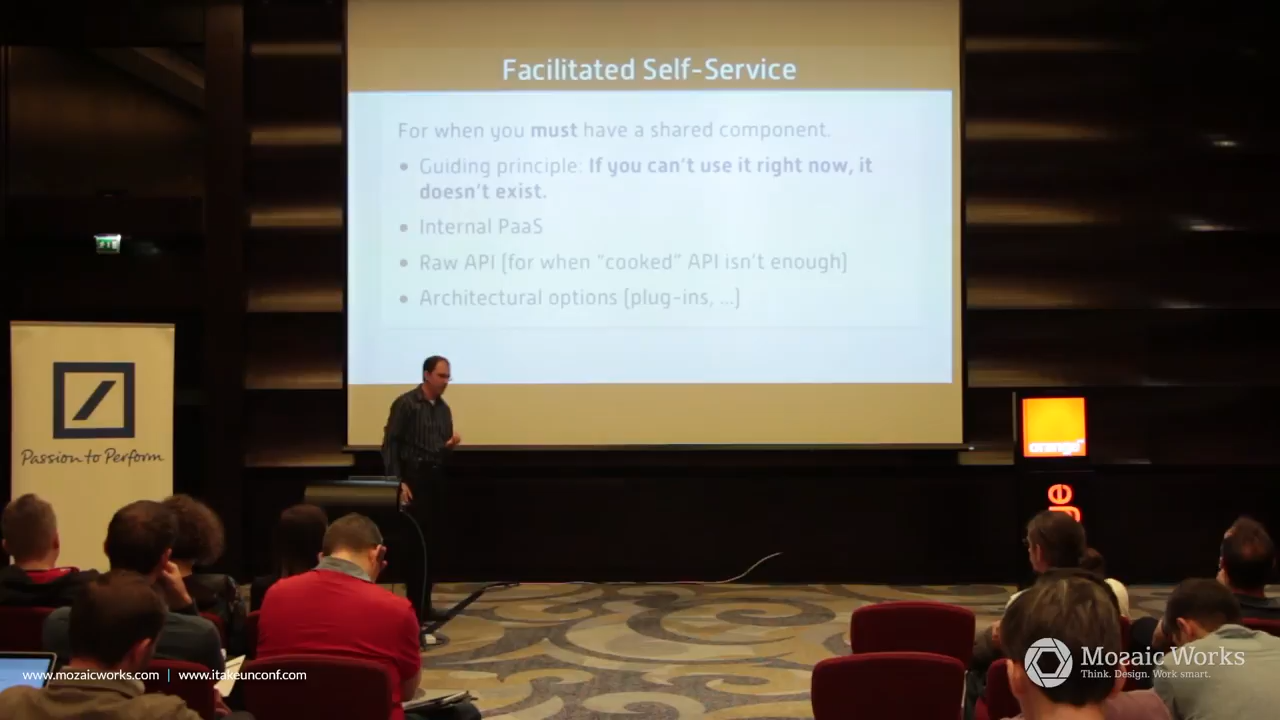 Facilitated Self-Service
For when you must have a shared component.
• Guiding principle: If you can't use it right now, it
doesn't exist.
• Internal PaaS
• Raw API (for when "cooked" API isn't enough)
• Architectural options (plug-ins, ...)
Passion to Perform
orange™
www.mozaicworks.com | www.itakeunconf.com
Mozaic Works
Think. Design. Work smart.